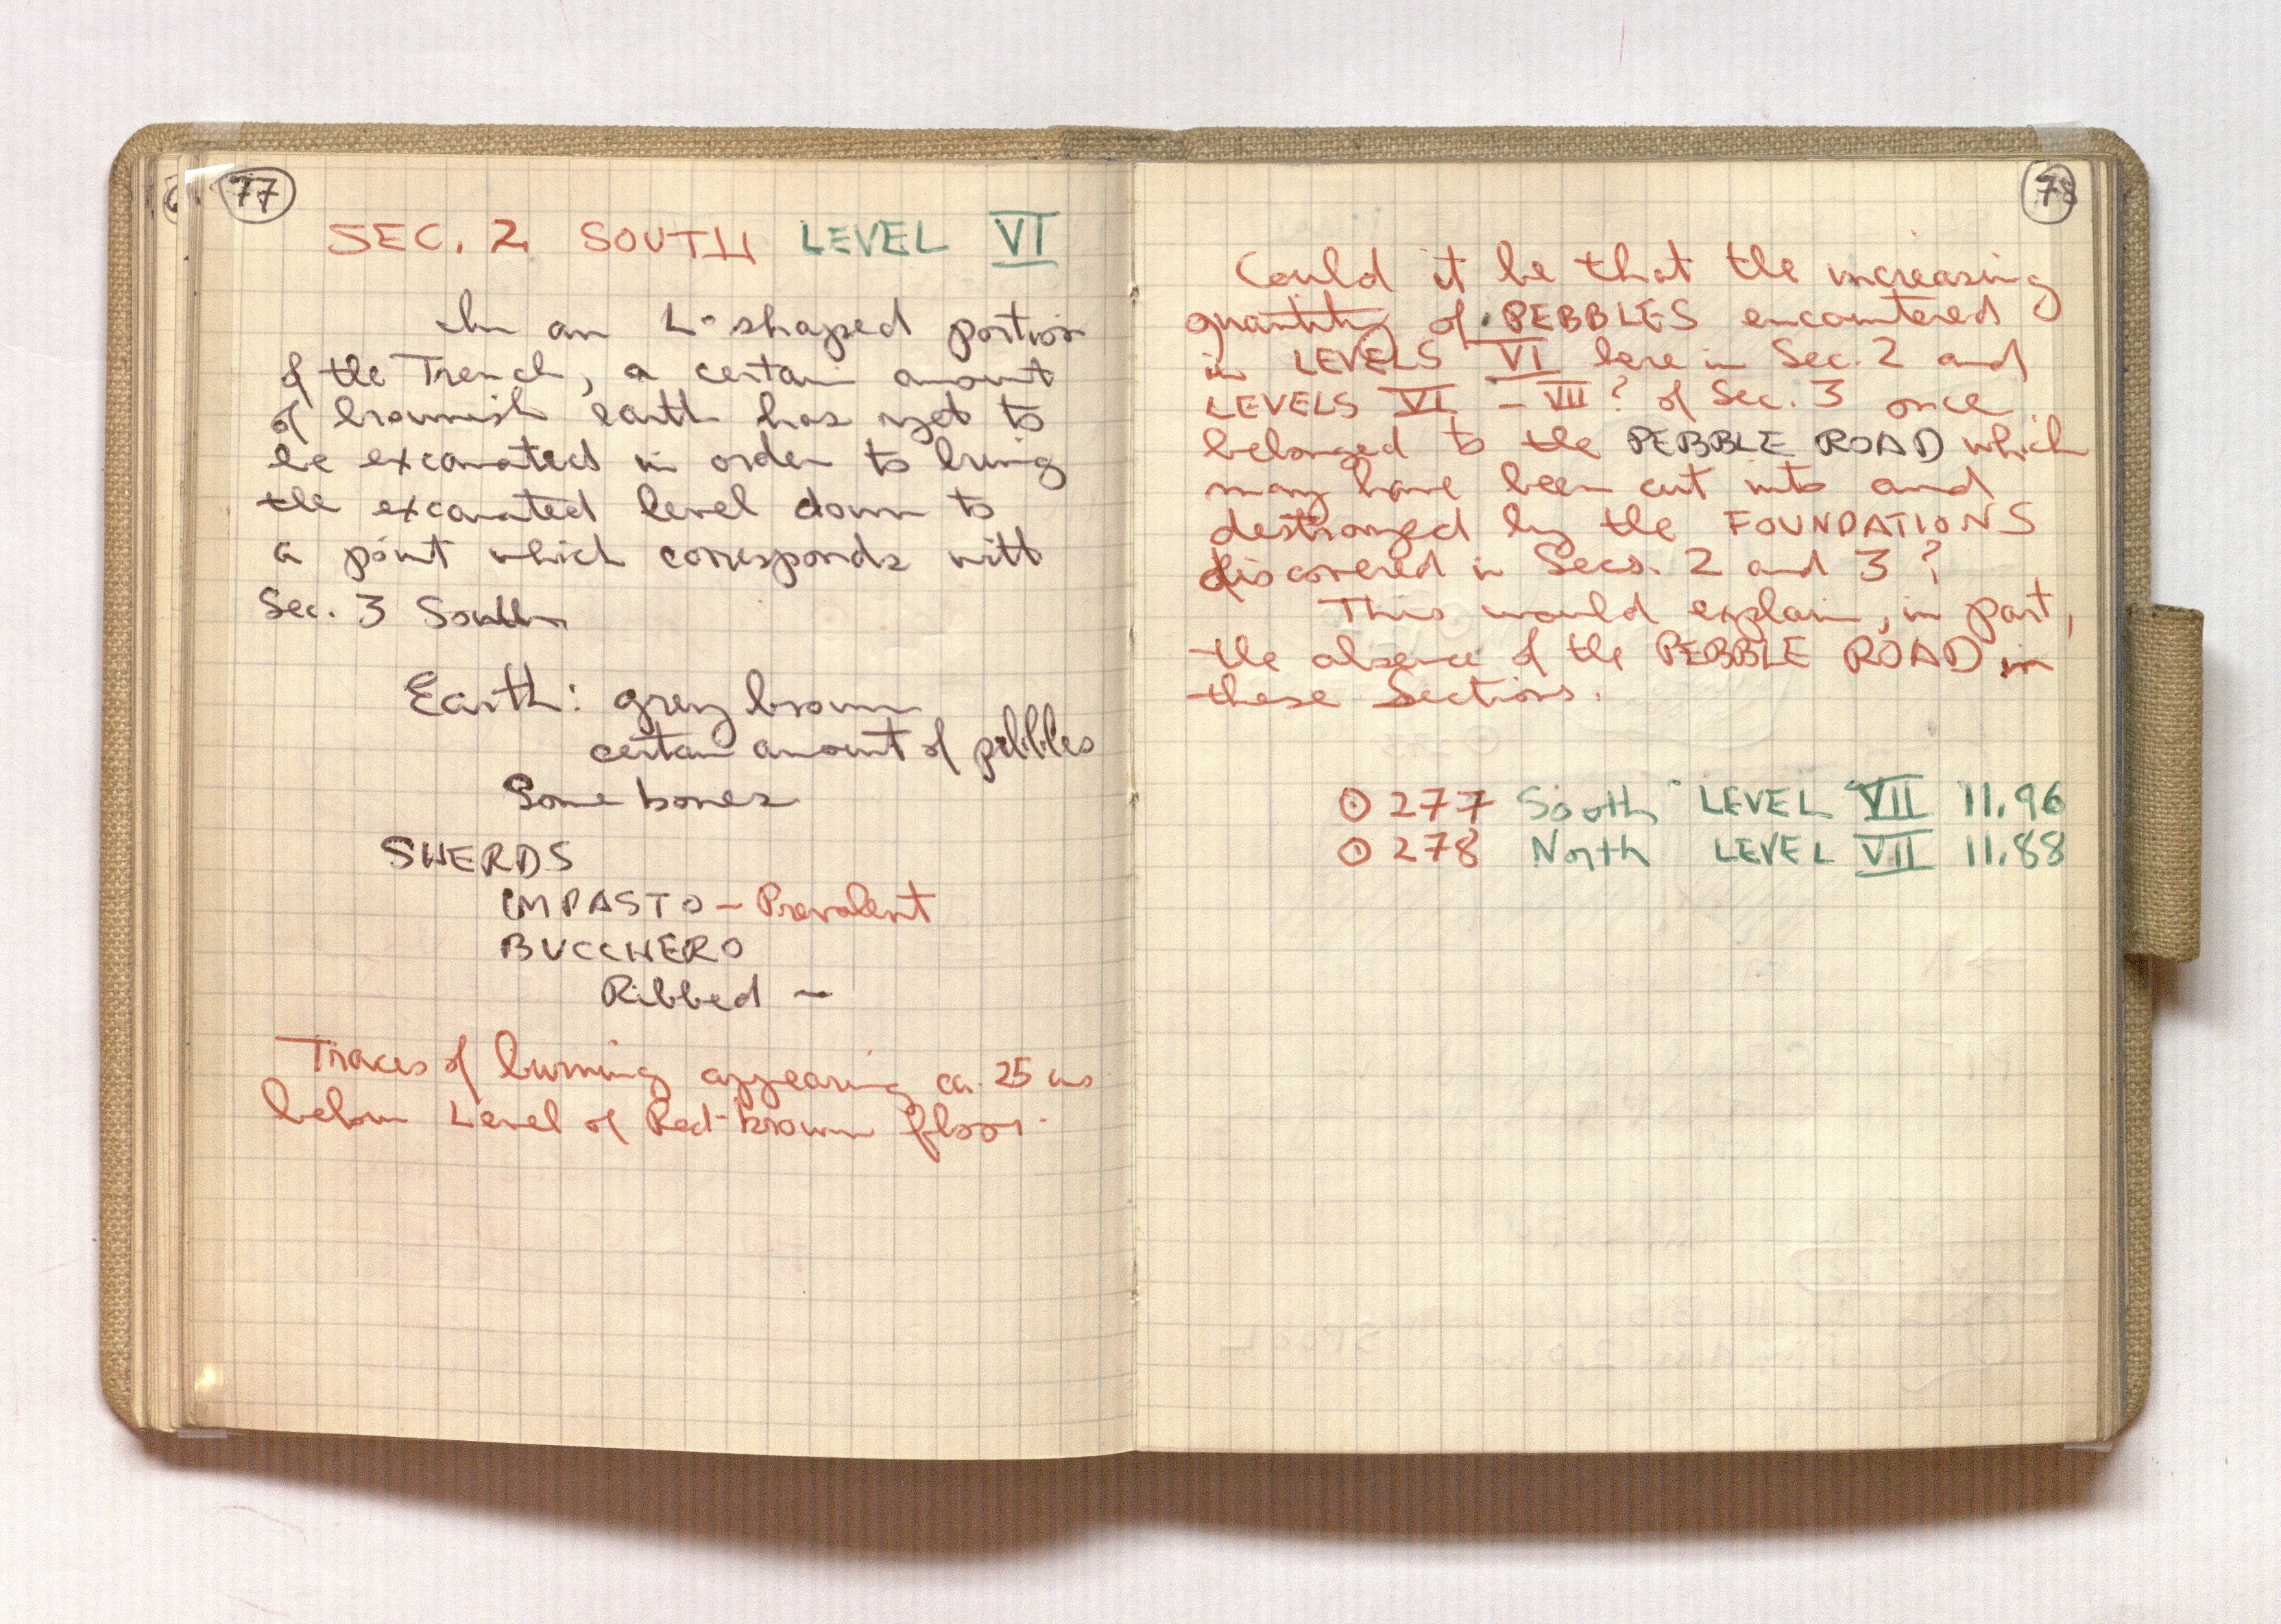 77
SEC. 2 SOUTH LEVEL VI
In an L-shaped portion
of the Trench, a certain amount
of brownish earth has yet to
be excavated in order to bring
the excavated level down to
a point which corresponds with
Sec. 3 South
Earth: grey brown
certain amount of pebbles
Some bones
SHERDS
IMPASTO - Prevalent
BUCCHERO
Ribbed -
Traces of burning appearing ca. 25 cms
below Level of Red-brown floor.
78
Could it be that the increasing
quantity of PEBBLES encountered
in LEVELS VI here in Sec. 2 and
LEVELS VI - VII? of Sec. 3 once
belonged to the PEBBLE ROAD which
may have been cut into and
destroyed by the FOUNDATIONS
discovered in Secs. 2 and 3?
This would explain, in part,
the absence of the PEBBLE ROAD in
these Sections.
⊙ 277 South LEVEL VII 11.96
⊙ 278 North LEVEL VII 11.88